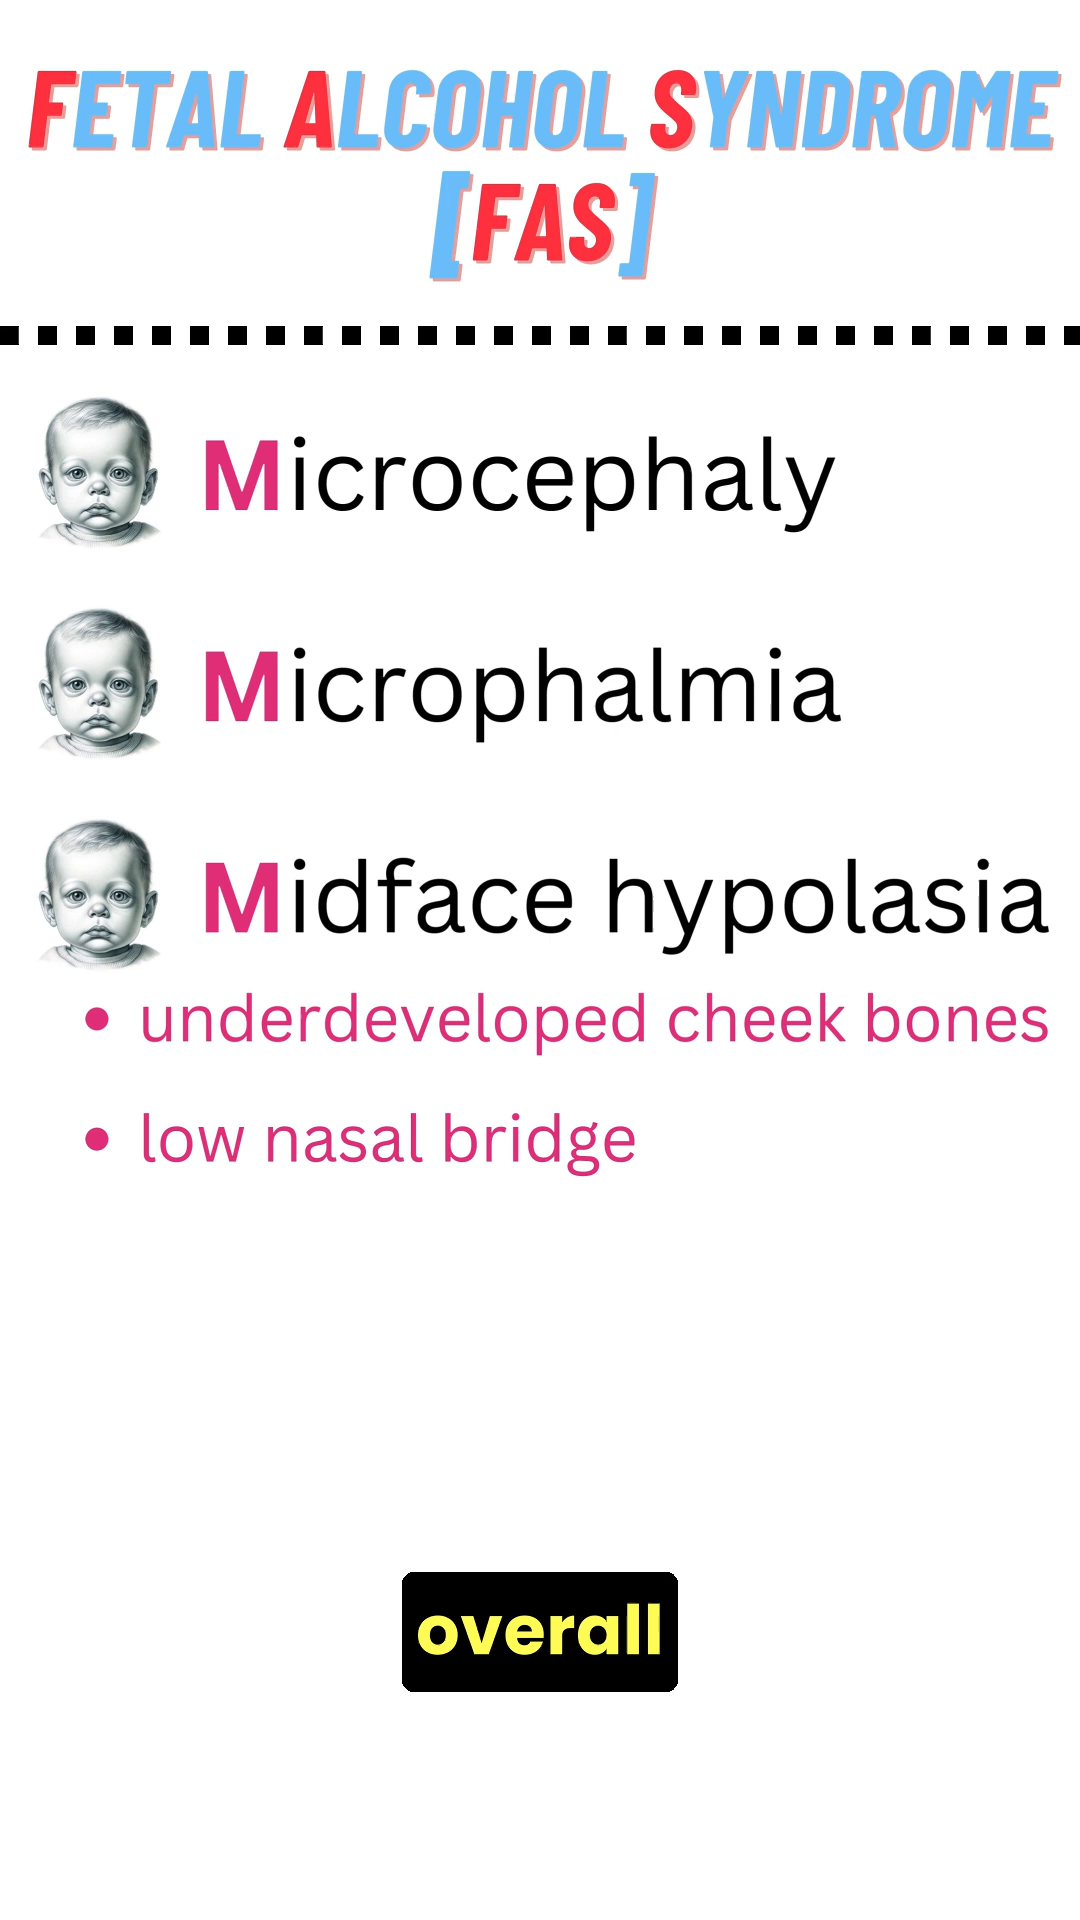 FETAL ALCOHOL SYNDROME
[FAS]
Microcephaly
Microphalmia
Midface hypolasia
• underdeveloped cheek bones
• low nasal bridge
overall